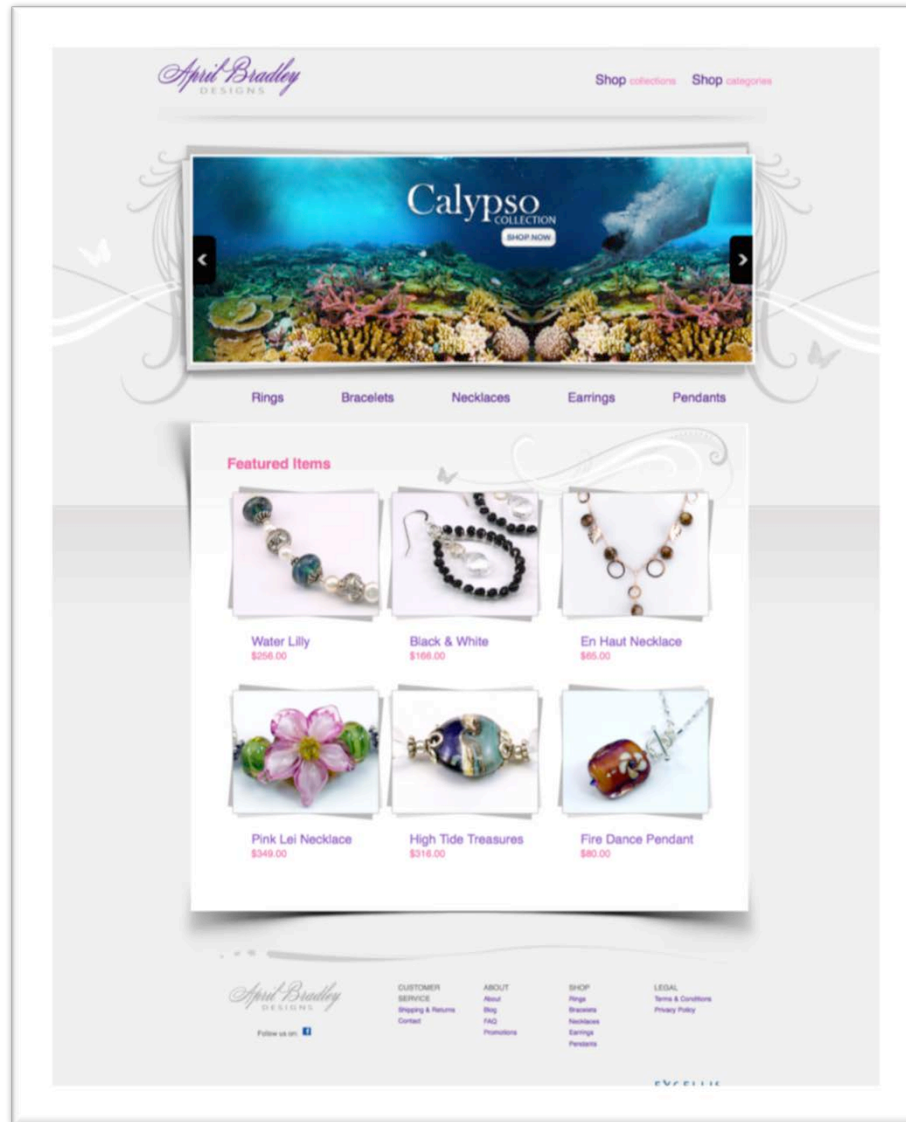 April Bradley
DESIGNS
Shop collections Shop categories
Calypso
COLLECTION
SHOP NOW
Rings Bracelets Necklaces Earrings Pendants
Featured Items
Water Lilly Black & White En Haut Necklace
$256.00 $166.00 $65.00
Pink Lei Necklace High Tide Treasures Fire Dance Pendant
$349.00 $316.00 $80.00
April Bradley
DESIGNS
Follow us on: f
CUSTOMER
SERVICE
Shipping & Returns
Contact
ABOUT
About
Blog
FAQ
Promotions
SHOP
Rings
Bracelets
Necklaces
Earrings
Pendants
LEGAL
Terms & Conditions
Privacy Policy